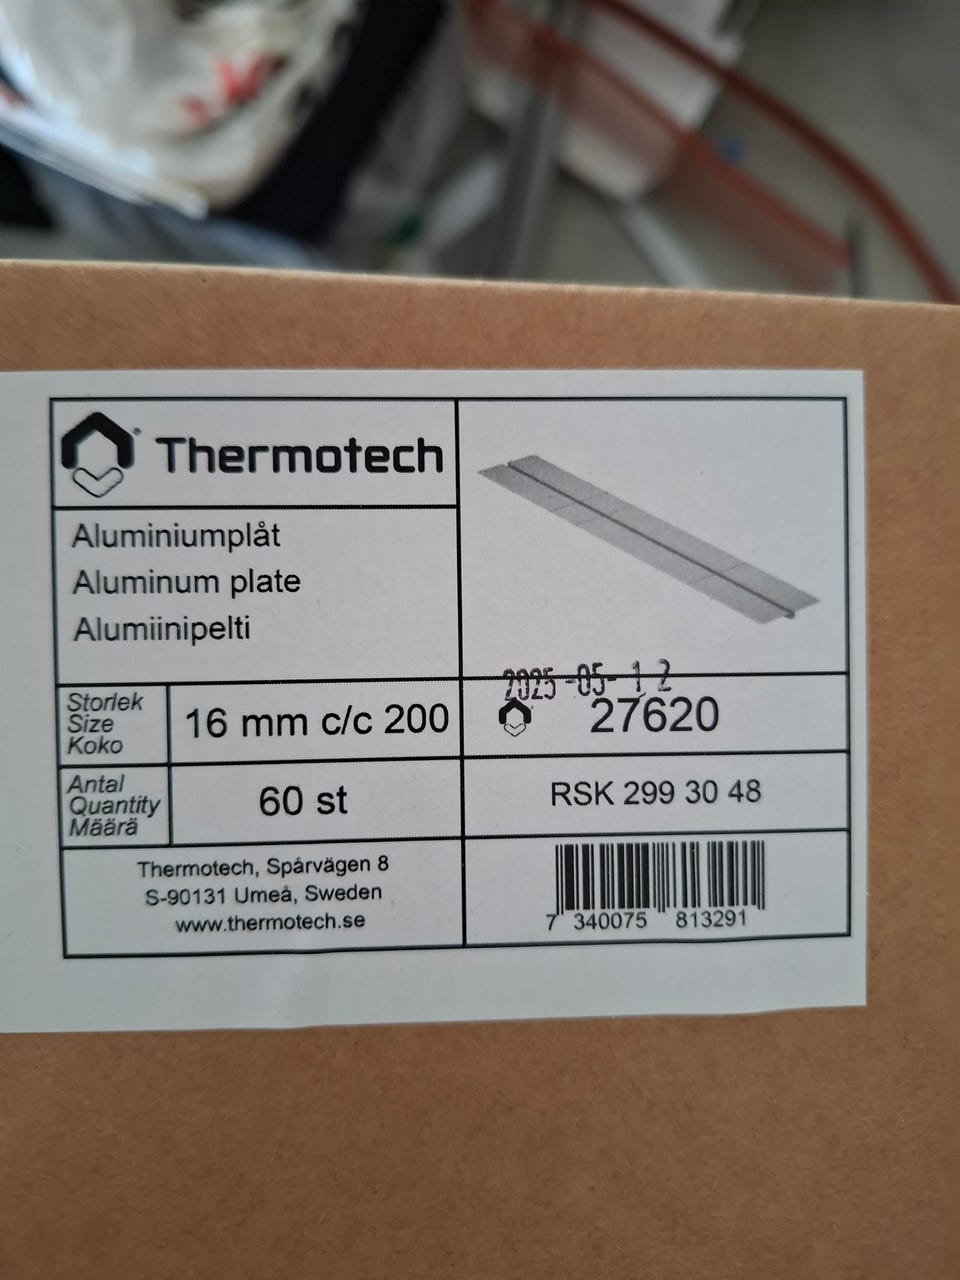 Thermotech
Aluminiumplåt
Aluminum plate
Alumiinipelti
2025-05-12
Storlek
Size
Koko
16 mm c/c 200
27620
Antal
Quantity
Määrä
60 st
RSK 299 30 48
Thermotech, Spårvägen 8
S-90131 Umeå, Sweden
www.thermotech.se
7 340075 813291